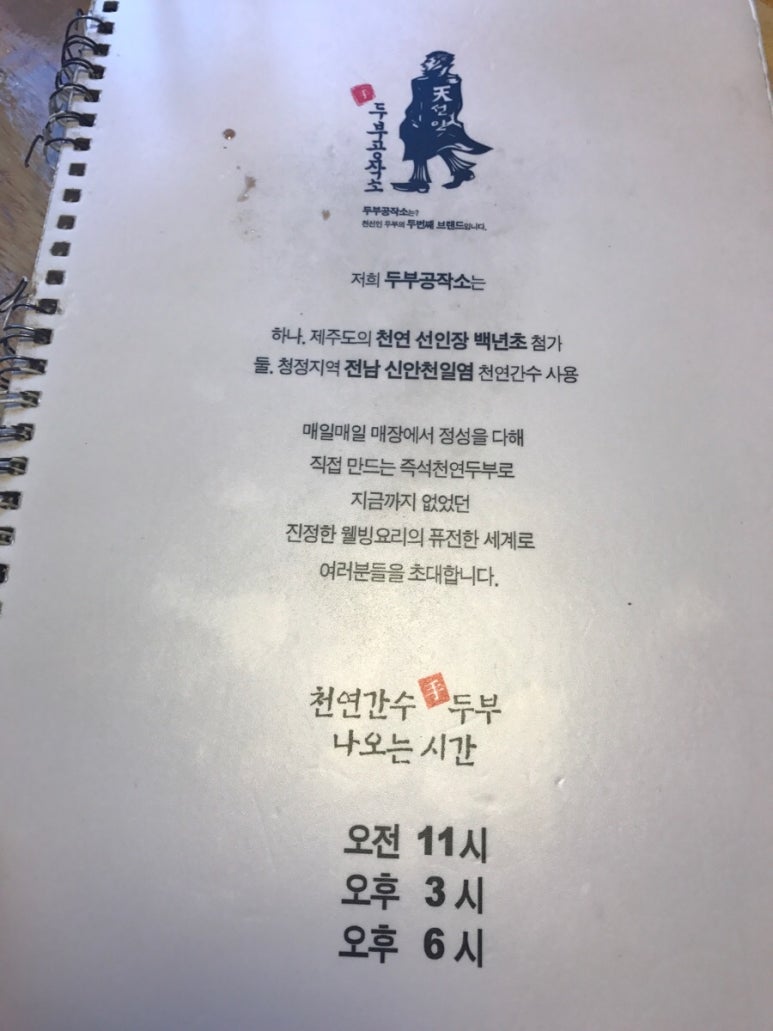 手
두부공작소
天선인
두부공작소는?
천선인 두부의 두번째 브랜드입니다.
저희 두부공작소는
하나. 제주도의 천연 선인장 백년초 첨가
둘. 청정지역 전남 신안천일염 천연간수 사용
매일매일 매장에서 정성을 다해
직접 만드는 즉석천연두부로
지금까지 없었던
진정한 웰빙요리의 퓨전한 세계로
여러분들을 초대합니다.
천연간수 手 두부
나오는 시간
오전 11시
오후 3시
오후 6시